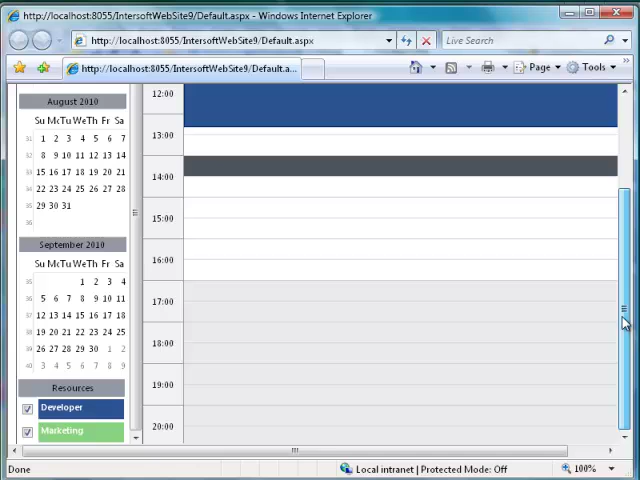 http://localhost:8055/IntersoftWebSite9/Default.aspx - Windows Internet Explorer
http://localhost:8055/IntersoftWebSite9/Default.aspx
Live Search
http://localhost:8055/IntersoftWebSite9/Default.a...
Page
Tools
August 2010
Su Mo Tu We Th Fr Sa
31 1 2 3 4 5 6 7
32 8 9 10 11 12 13 14
33 15 16 17 18 19 20 21
34 22 23 24 25 26 27 28
35 29 30 31
36
September 2010
Su Mo Tu We Th Fr Sa
35 1 2 3 4
36 5 6 7 8 9 10 11
37 12 13 14 15 16 17 18
38 19 20 21 22 23 24 25
39 26 27 28 29 30 1 2
40 3 4 5 6 7 8 9
Resources
Developer
Marketing
12:00
13:00
14:00
15:00
16:00
17:00
18:00
19:00
20:00
Done
Local intranet | Protected Mode: Off
100%